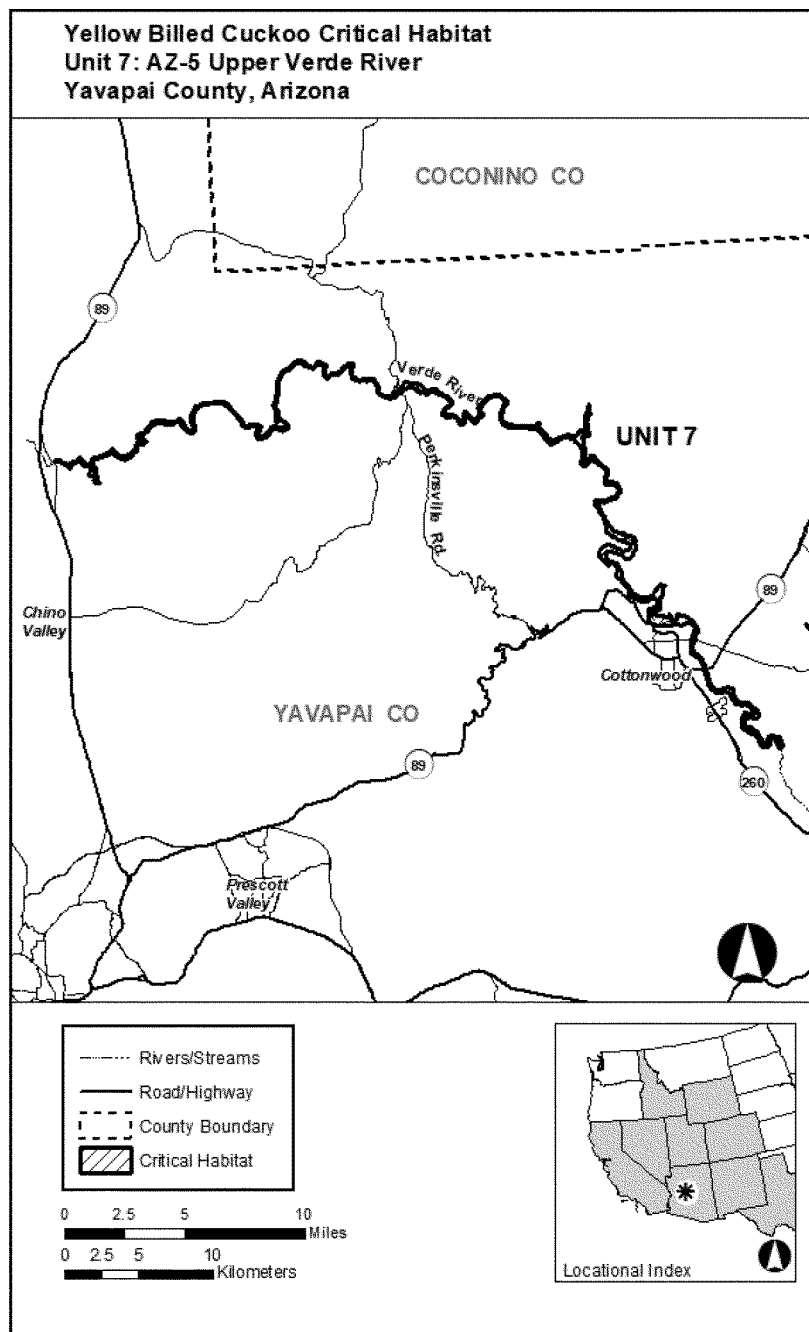 Yellow Billed Cuckoo Critical Habitat
Unit 7: AZ-5 Upper Verde River
Yavapai County, Arizona
COCONINO CO
89
Verde River
UNIT 7
Perkinsville Rd.
89
Chino
Valley
Cottonwood
YAVAPAI CO
89
260
Prescott
Valley
Rivers/Streams
Road/Highway
County Boundary
Critical Habitat
0 2.5 5 10
Miles
0 2.5 5 10
Kilometers
Locational Index